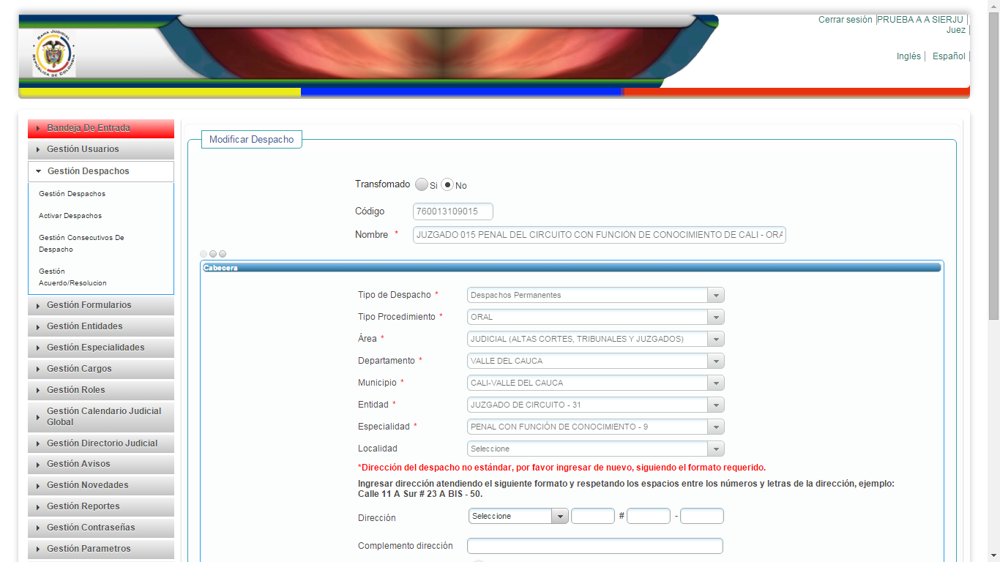 Cerrar sesión PRUEBA A A SIERJU
Juez
Inglés Español
RAMA JUDICIAL
REPÚBLICA DE COLOMBIA
Bandeja De Entrada
Gestión Usuarios
Gestión Despachos
Gestión Despachos
Activar Despachos
Gestión Consecutivos De
Despacho
Gestión
Acuerdo/Resolucion
Gestión Formularios
Gestión Entidades
Gestión Especialidades
Gestión Cargos
Gestión Roles
Gestión Calendario Judicial
Global
Gestión Directorio Judicial
Gestión Avisos
Gestión Novedades
Gestión Reportes
Gestión Contraseñas
Gestión Parametros
Modificar Despacho
Transfomado Si No
Código 760013109015
Nombre * JUZGADO 015 PENAL DEL CIRCUITO CON FUNCIÓN DE CONOCIMIENTO DE CALI - ORA
Cabecera
Tipo de Despacho * Despachos Permanentes
Tipo Procedimiento * ORAL
Área * JUDICIAL (ALTAS CORTES, TRIBUNALES Y JUZGADOS)
Departamento * VALLE DEL CAUCA
Municipio * CALI-VALLE DEL CAUCA
Entidad * JUZGADO DE CIRCUITO - 31
Especialidad * PENAL CON FUNCIÓN DE CONOCIMIENTO - 9
Localidad Seleccione
*Dirección del despacho no estándar, por favor ingresar de nuevo, siguiendo el formato requerido.
Ingresar dirección atendiendo el siguiente formato y respetando los espacios entre los números y letras de la dirección, ejemplo:
Calle 11 A Sur # 23 A BIS - 50.
Dirección Seleccione # -
Complemento dirección